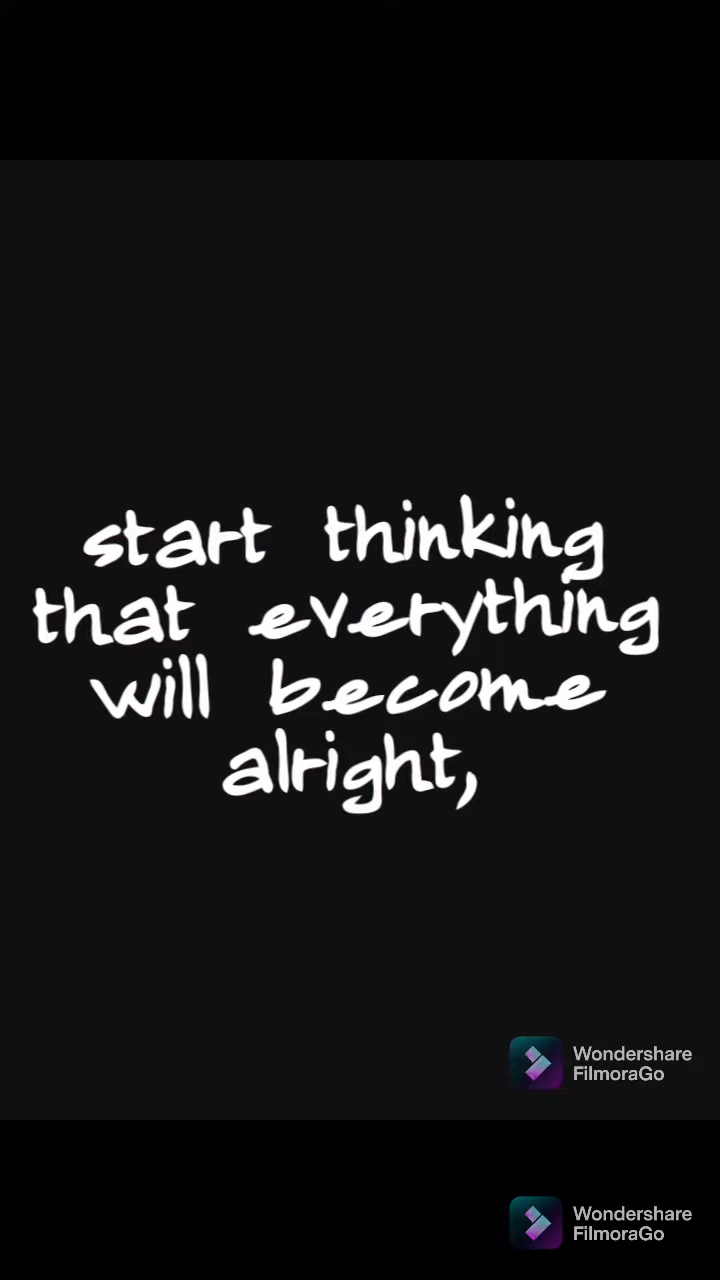 start thinking
that everything
will become
alright,
Wondershare
FilmoraGo
Wondershare
FilmoraGo